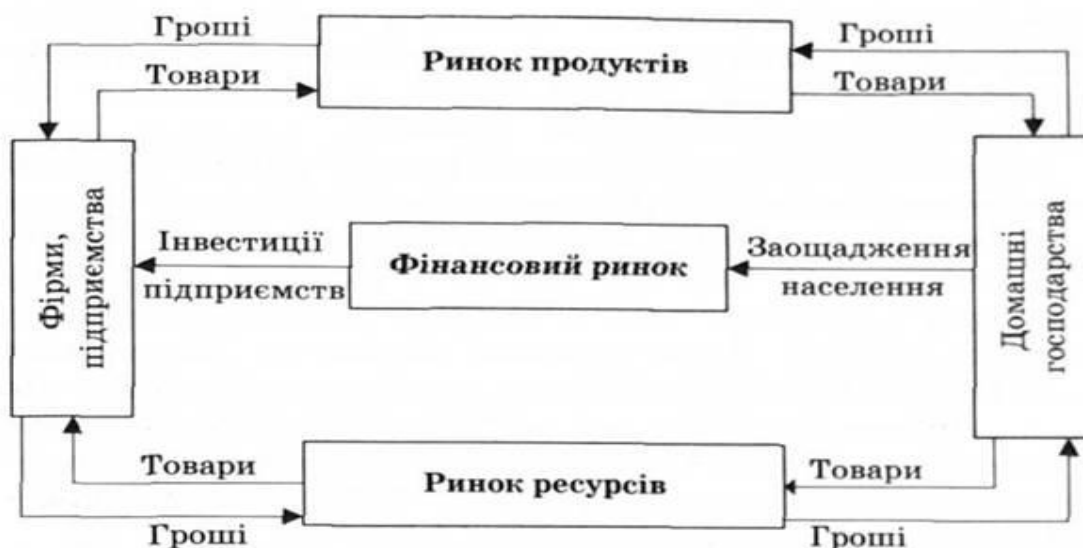 Гроші
Гроші
Ринок продуктів
Товари
Товари
Фірми,
підприємства
Інвестиції
підприємств
Фінансовий ринок
Заощадження
населення
Домашні
господарства
Товари
Товари
Ринок ресурсів
Гроші
Гроші